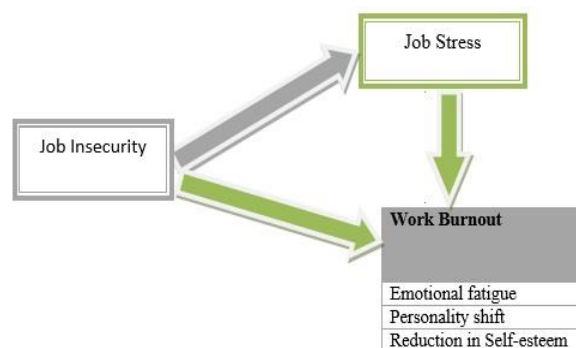 Job Stress
Job Insecurity
Work Burnout
Emotional fatigue
Personality shift
Reduction in Self-esteem